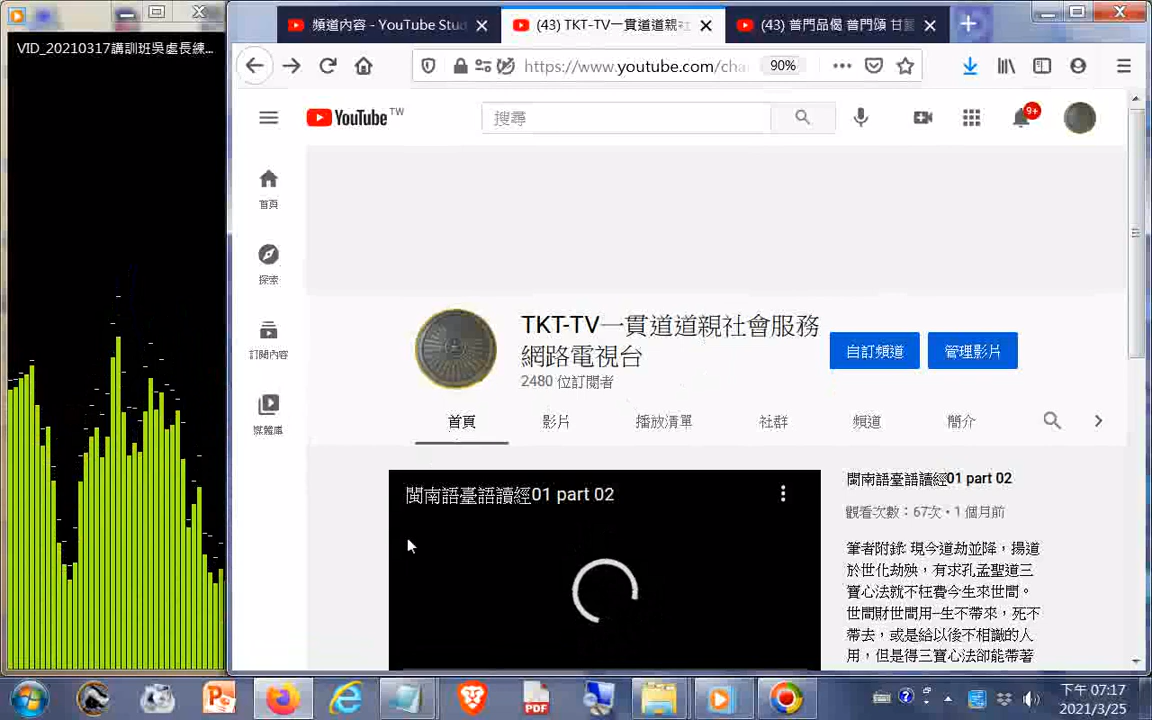 VID_20210317講訓班吳處長練...
頻道內容 - YouTube Stud
(43) TKT-TV一貫道道親社
(43) 普門品偈 普門頌 甘
https://www.youtube.com/cha
90%
YouTube TW
搜尋
9+
首頁
探索
訂閱內容
媒體庫
TKT-TV一貫道道親社會服務
網路電視台
2480 位訂閱者
自訂頻道
管理影片
首頁
影片
播放清單
社群
頻道
簡介
閩南語臺語讀經01 part 02
閩南語臺語讀經01 part 02
觀看次數：67次・1 個月前
筆者附錄: 現今道劫並降，揚道
於世化劫殃，有求孔孟聖道三
寶心法就不枉費今生來世間。
世間財世間用—生不帶來，死不
帶去，或是給以後不相識的人
用，但是得三寶心法卻能帶著
PDF
下午 07:17
2021/3/25